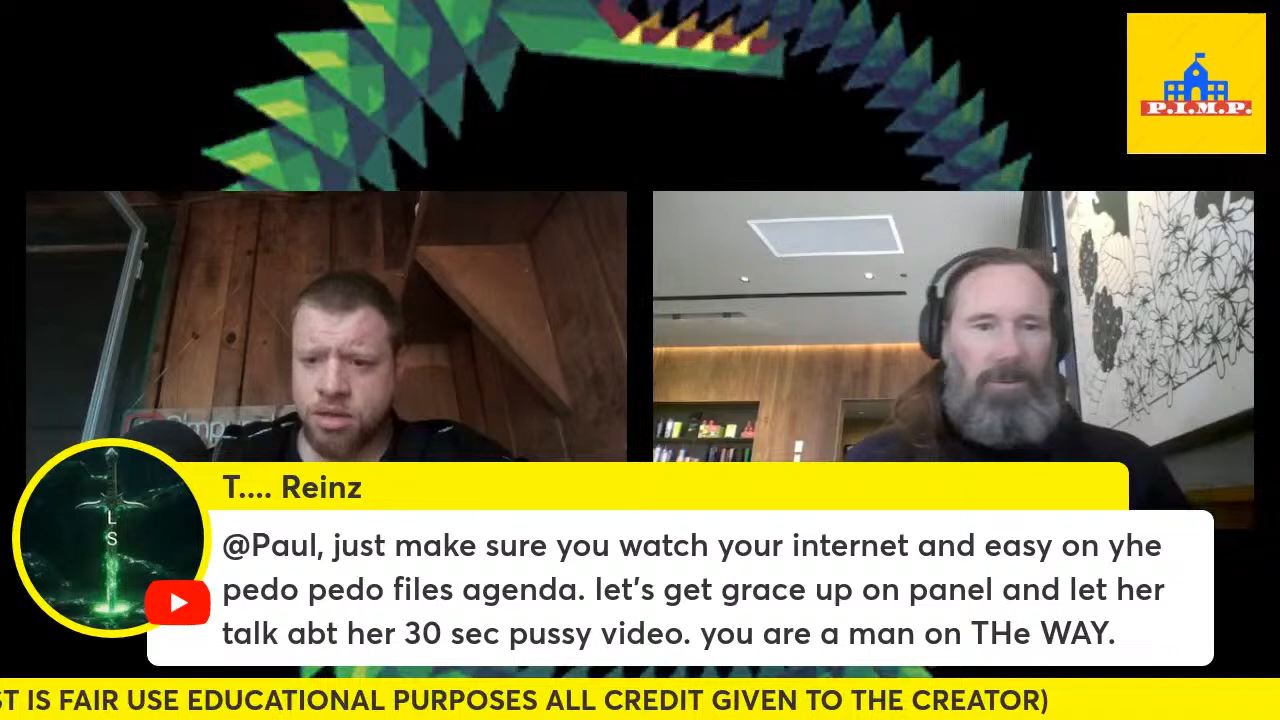 P.I.M.P.
L
S
T.... Reinz
@Paul, just make sure you watch your internet and easy on yhe
pedo pedo files agenda. let's get grace up on panel and let her
talk abt her 30 sec pussy video. you are a man on THe WAY.
ST IS FAIR USE EDUCATIONAL PURPOSES ALL CREDIT GIVEN TO THE CREATOR)